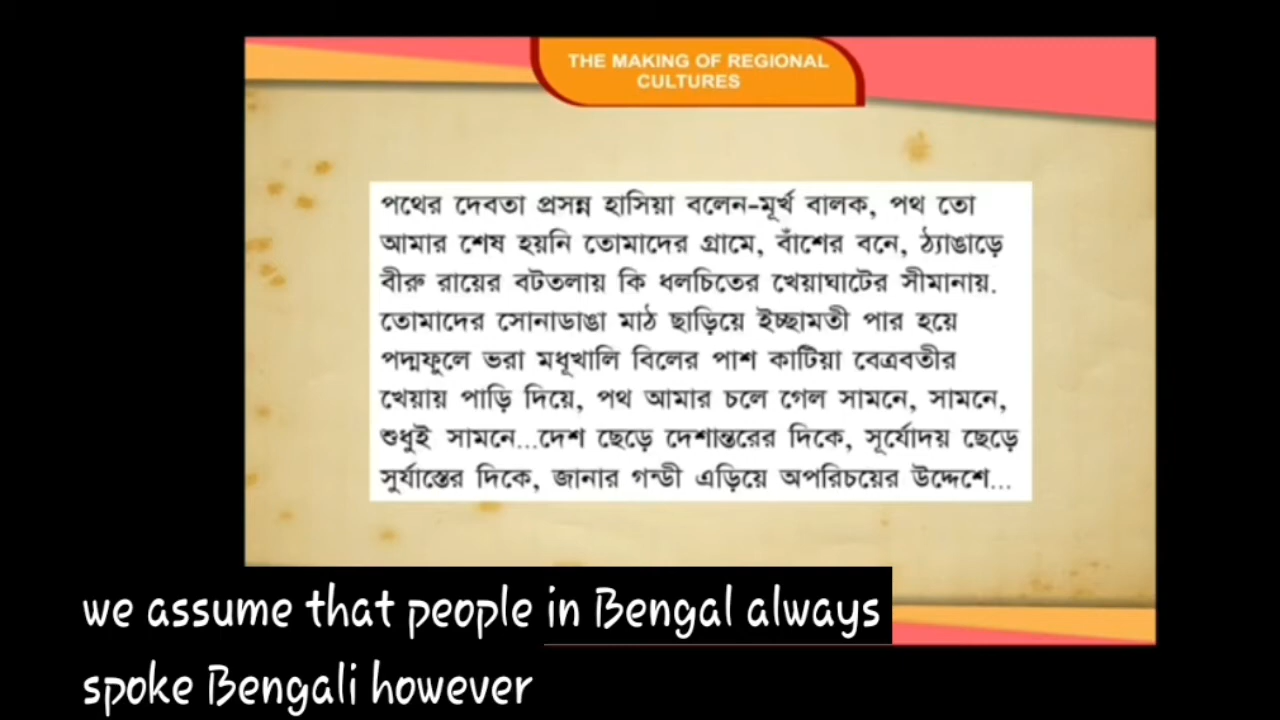 THE MAKING OF REGIONAL
CULTURES
পথের দেবতা প্রসন্ন হাসিয়া বলেন-মূর্খ বালক, পথ তো
আমার শেষ হয়নি তোমাদের গ্রামে, বাঁশের বনে, ঠ্যাঙাড়ে
বীরু রায়ের বটতলায় কি ধলচিতের খেয়াঘাটের সীমানায়.
তোমাদের সোনাডাঙা মাঠ ছাড়িয়ে ইচ্ছামতী পার হয়ে
পদ্মফুলে ভরা মধূখালি বিলের পাশ কাটিয়া বেত্রবতীর
খেয়ায় পাড়ি দিয়ে, পথ আমার চলে গেল সামনে, সামনে,
শুধুই সামনে...দেশ ছেড়ে দেশান্তরের দিকে, সূর্যোদয় ছেড়ে
সুর্যাস্তের দিকে, জানার গন্ডী এড়িয়ে অপরিচয়ের উদ্দেশে...
we assume that people in Bengal always
spoke Bengali however